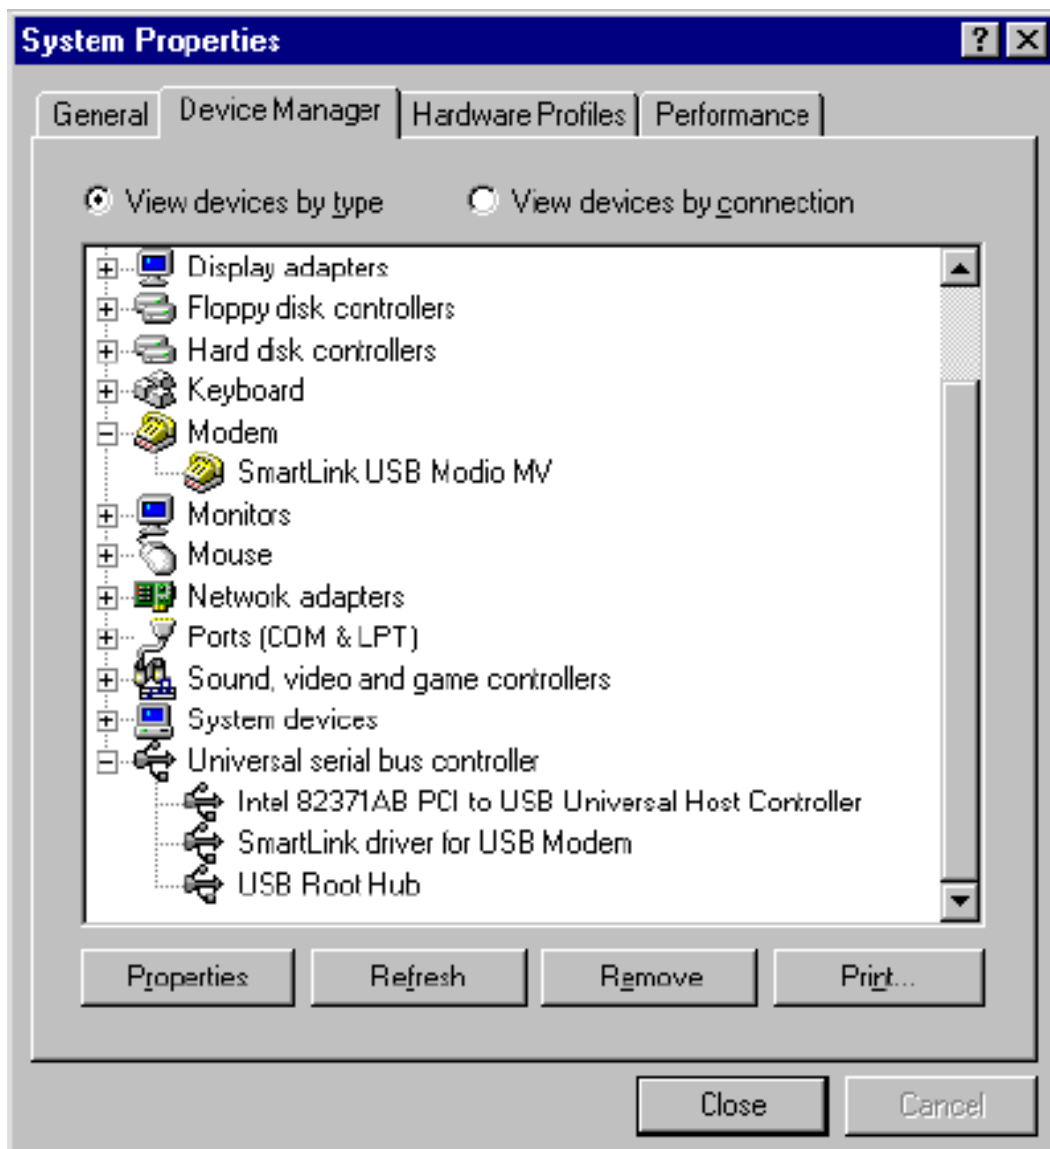 System Properties
General Device Manager Hardware Profiles Performance
View devices by type View devices by connection
Display adapters
Floppy disk controllers
Hard disk controllers
Keyboard
Modem
SmartLink USB Modio MV
Monitors
Mouse
Network adapters
Ports (COM & LPT)
Sound, video and game controllers
System devices
Universal serial bus controller
Intel 82371AB PCI to USB Universal Host Controller
SmartLink driver for USB Modem
USB Root Hub
Properties Refresh Remove Print...
Close Cancel